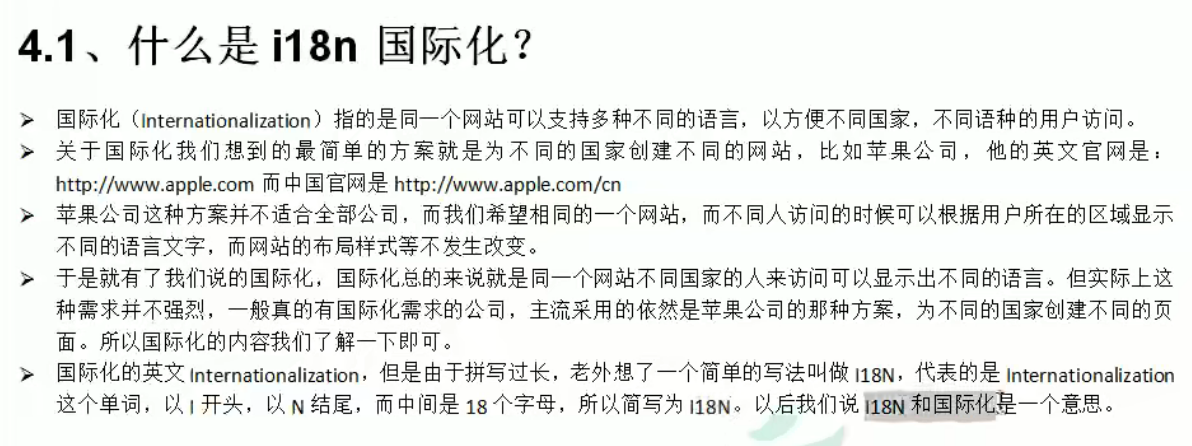 4.1、什么是 i18n 国际化？
➢ 国际化（Internationalization）指的是同一个网站可以支持多种不同的语言，以方便不同国家，不同语种的用户访问。
➢ 关于国际化我们想到的最简单的方案就是为不同的国家创建不同的网站，比如苹果公司，他的英文官网是：
http://www.apple.com 而中国官网是 http://www.apple.com/cn
➢ 苹果公司这种方案并不适合全部公司，而我们希望相同的一个网站，而不同人访问的时候可以根据用户所在的区域显示
不同的语言文字，而网站的布局样式等不发生改变。
➢ 于是就有了我们说的国际化，国际化总的来说就是同一个网站不同国家的人来访问可以显示出不同的语言。但实际上这
种需求并不强烈，一般真的有国际化需求的公司，主流采用的依然是苹果公司的那种方案，为不同的国家创建不同的页
面。所以国际化的内容我们了解一下即可。
➢ 国际化的英文 Internationalization，但是由于拼写过长，老外想了一个简单的写法叫做 I18N，代表的是 Internationalization
这个单词，以 I 开头，以 N 结尾，而中间是 18 个字母，所以简写为 I18N。以后我们说 I18N 和国际化是一个意思。